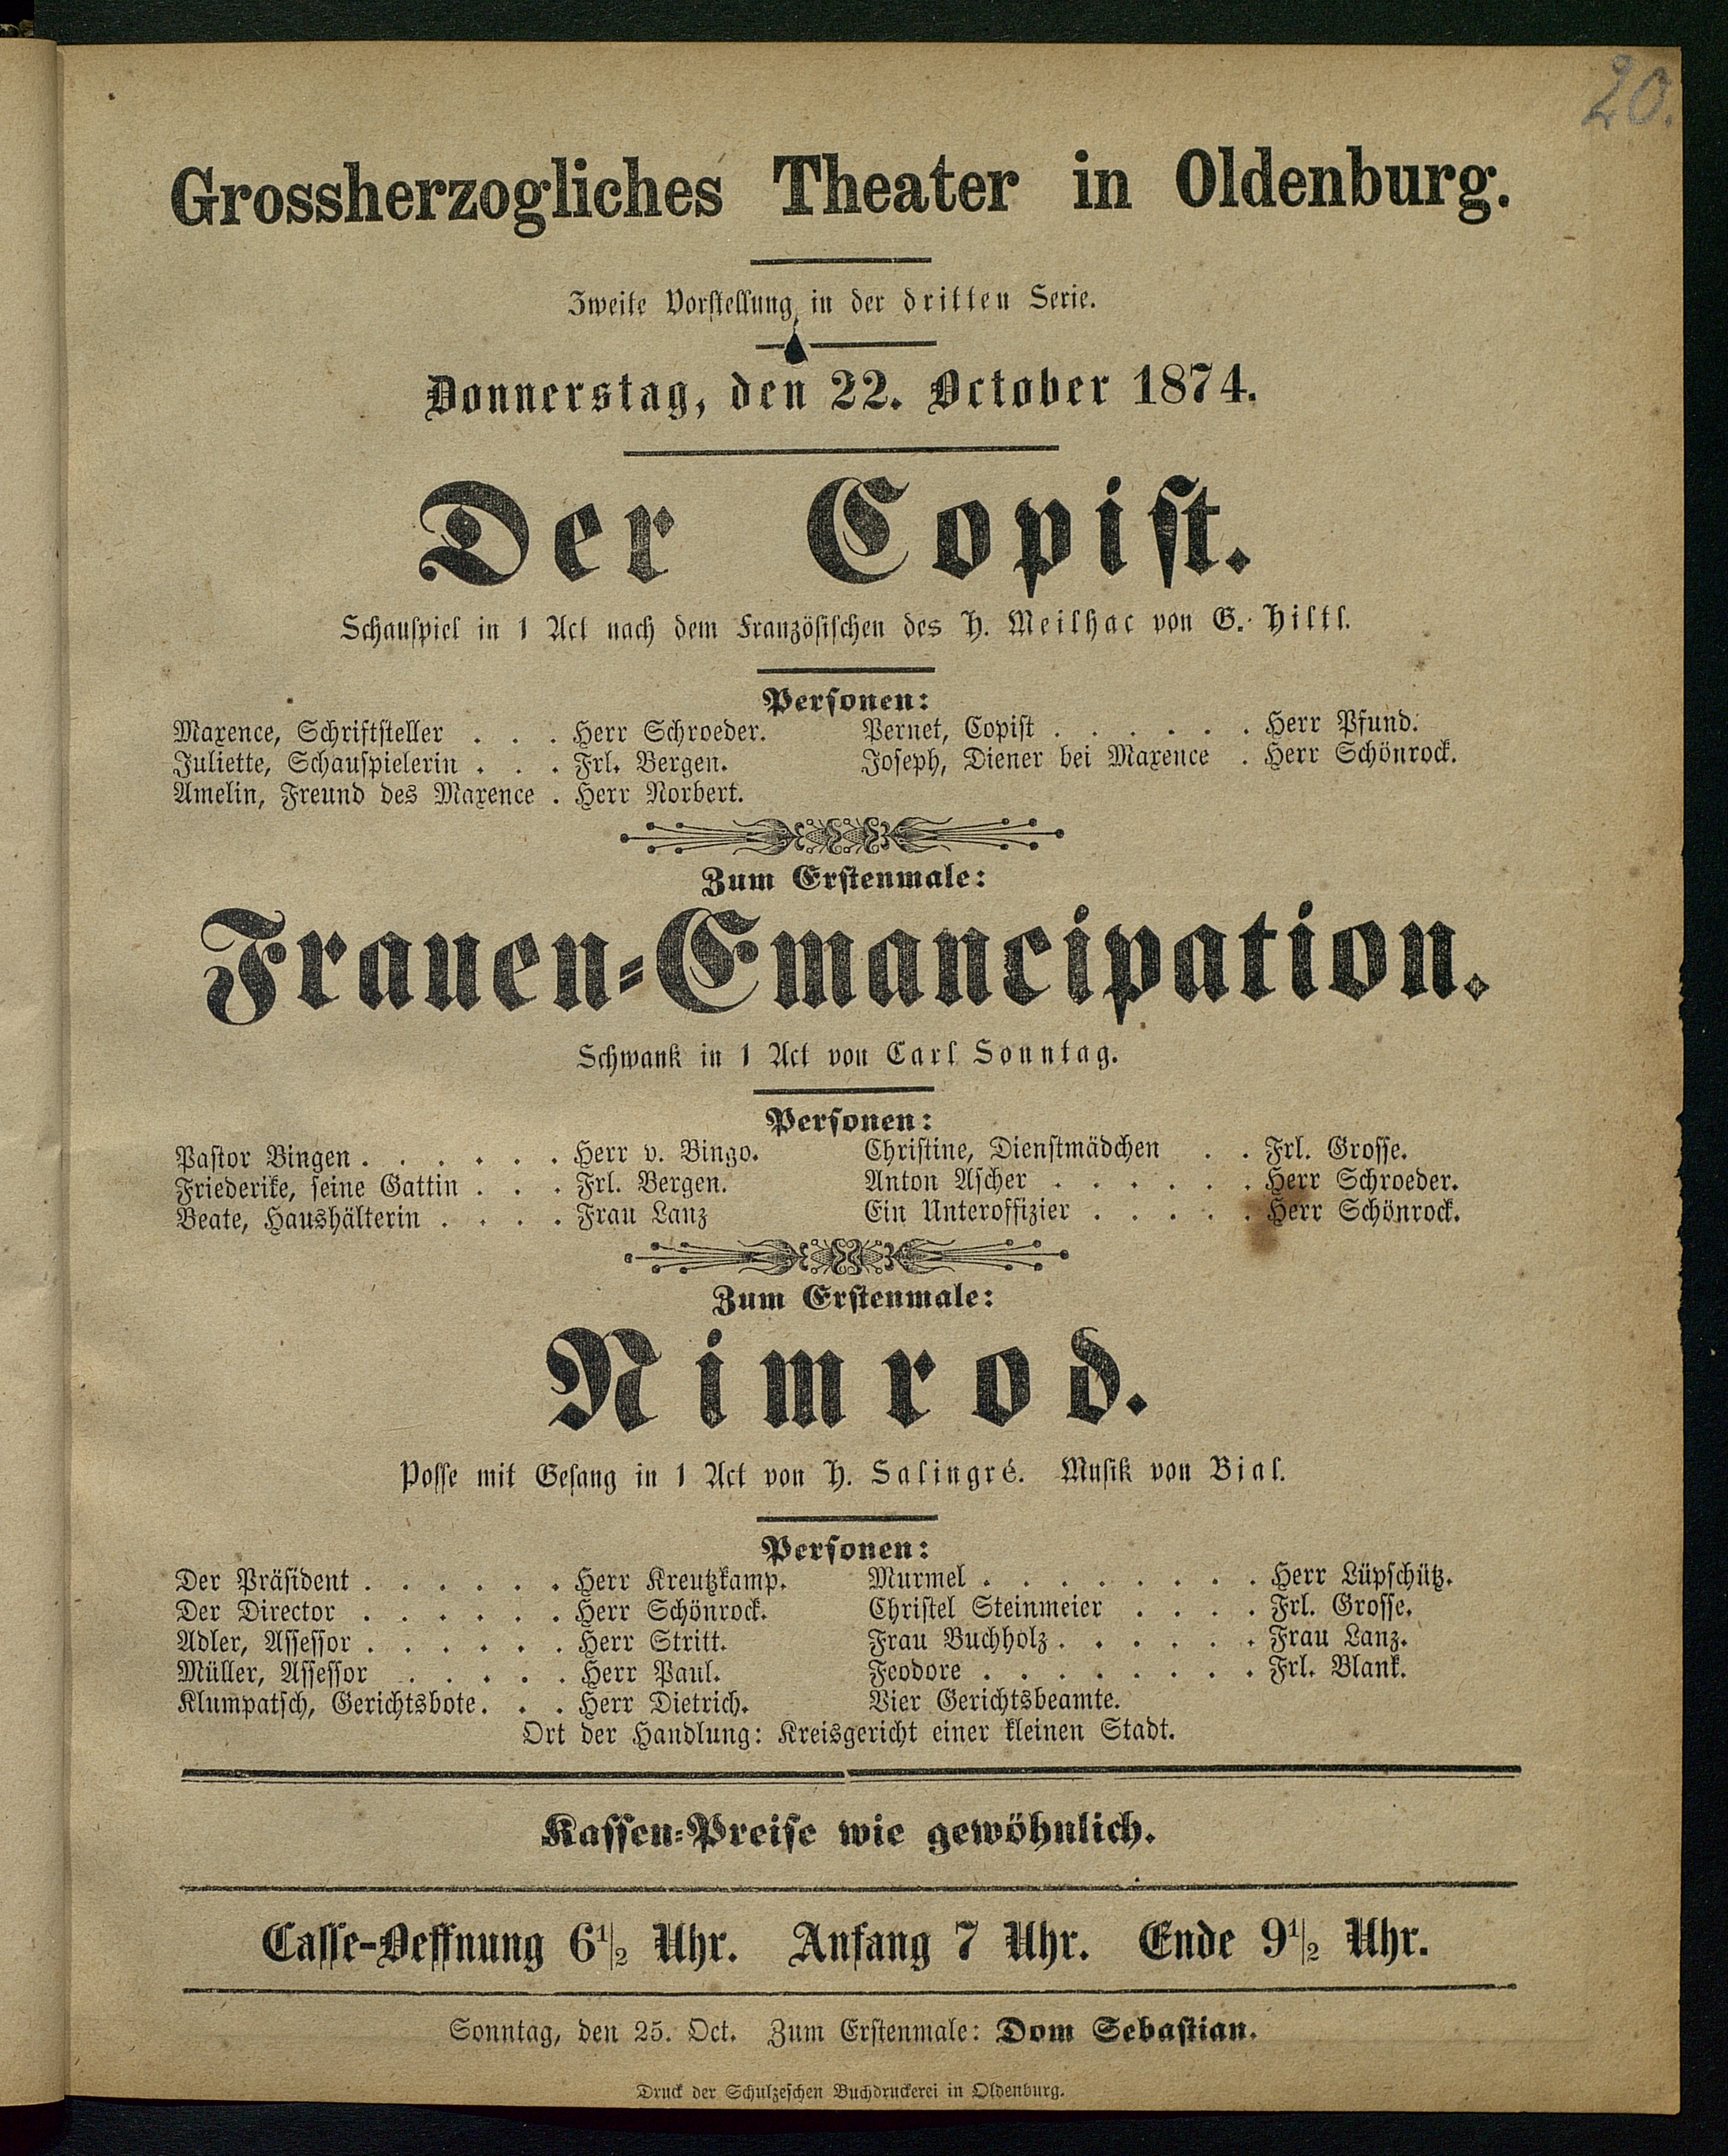 20.
Grossherzogliches Theater in Oldenburg.
Zweite Vorstellung in der dritten Serie.
Donnerstag, den 22. October 1874.
Der Copist.
Schauspiel in 1 Act nach dem Französischen des H. Meilhac von G. Hiltl.
Personen:
Maxence, Schriftsteller . . . Herr Schroeder.
Juliette, Schauspielerin . . . Frl. Bergen.
Amelin, Freund des Maxence . Herr Norbert.
Pernet, Copist . . . . . . Herr Pfund.
Joseph, Diener bei Maxence . Herr Schönrock.
Zum Erstenmale:
Frauen-Emancipation.
Schwank in 1 Act von Carl Sonntag.
Personen:
Pastor Bingen . . . . . . Herr v. Bingo.
Friederike, seine Gattin . . . Frl. Bergen.
Beate, Haushälterin . . . . Frau Lanz
Christine, Dienstmädchen . . Frl. Grosse.
Anton Ascher . . . . . . Herr Schroeder.
Ein Unteroffizier . . . . . Herr Schönrock.
Zum Erstenmale:
Nimrod.
Posse mit Gesang in 1 Act von H. Salingré. Musik von Bial.
Personen:
Der Präsident . . . . . . Herr Kreutzkamp.
Der Director . . . . . . Herr Schönrock.
Adler, Assessor . . . . . . Herr Stritt.
Müller, Assessor . . . . . Herr Paul.
Klumpatsch, Gerichtsbote . . . Herr Dietrich.
Murmel . . . . . . . . Herr Lüpschütz.
Christel Steinmeier . . . . Frl. Grosse.
Frau Buchholz . . . . . . Frau Lanz.
Feodore . . . . . . . . Frl. Blank.
Vier Gerichtsbeamte.
Ort der Handlung: Kreisgericht einer kleinen Stadt.
Kassen-Preise wie gewöhnlich.
Casse-Oeffnung 6½ Uhr. Anfang 7 Uhr. Ende 9½ Uhr.
Sonntag, den 25. Oct. Zum Erstenmale: Dom Sebastian.
Druck der Schulzeschen Buchdruckerei in Oldenburg.